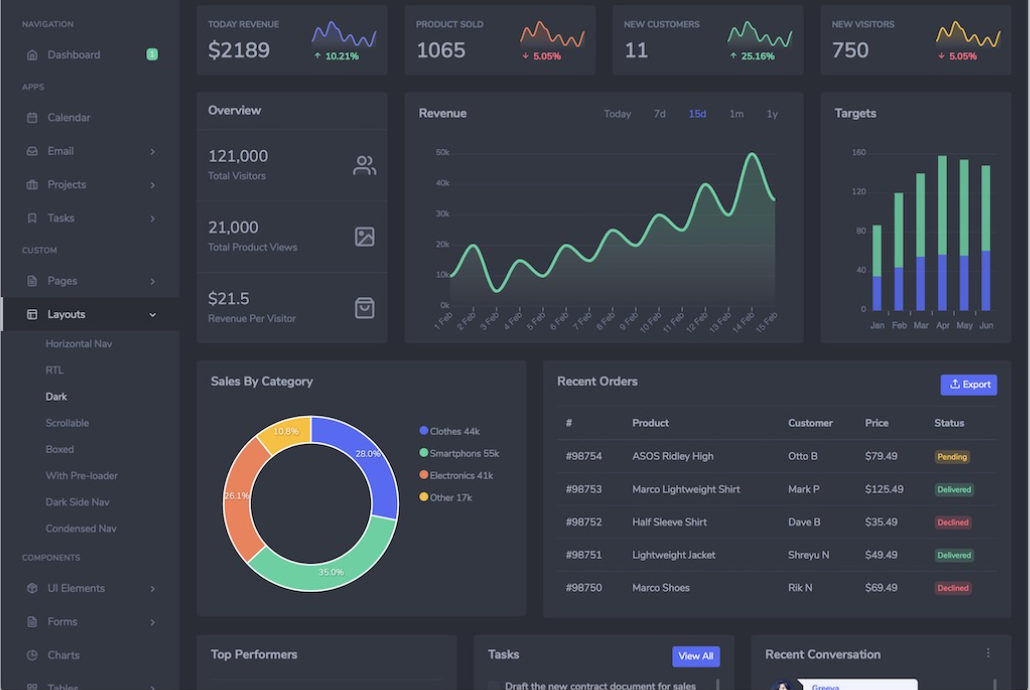 NAVIGATION
Dashboard 1
APPS
Calendar
Email
Projects
Tasks
CUSTOM
Pages
Layouts
Horizontal Nav
RTL
Dark
Scrollable
Boxed
With Pre-loader
Dark Side Nav
Condensed Nav
COMPONENTS
UI Elements
Forms
Charts
Tables
TODAY REVENUE
$2189
↑ 10.21%
PRODUCT SOLD
1065
↓ 5.05%
NEW CUSTOMERS
11
↑ 25.16%
NEW VISITORS
750
↓ 5.05%
Overview
121,000
Total Visitors
21,000
Total Product Views
$21.5
Revenue Per Visitor
Revenue
Today 7d 15d 1m 1y
50k
40k
30k
20k
10k
0k
1 Feb 2 Feb 3 Feb 4 Feb 5 Feb 6 Feb 7 Feb 8 Feb 9 Feb 10 Feb 11 Feb 12 Feb 13 Feb 14 Feb 15 Feb
Targets
160
120
80
40
0
Jan Feb Mar Apr May Jun
Sales By Category
10.8%
28.0%
26.1%
35.0%
Clothes 44k
Smartphons 55k
Electronics 41k
Other 17k
Recent Orders
Export
# Product Customer Price Status
#98754 ASOS Ridley High Otto B $79.49 Pending
#98753 Marco Lightweight Shirt Mark P $125.49 Delivered
#98752 Half Sleeve Shirt Dave B $35.49 Declined
#98751 Lightweight Jacket Shreyu N $49.49 Delivered
#98750 Marco Shoes Rik N $69.49 Declined
Top Performers
Tasks
View All
Draft the new contract document for sales
Recent Conversation
Greeva